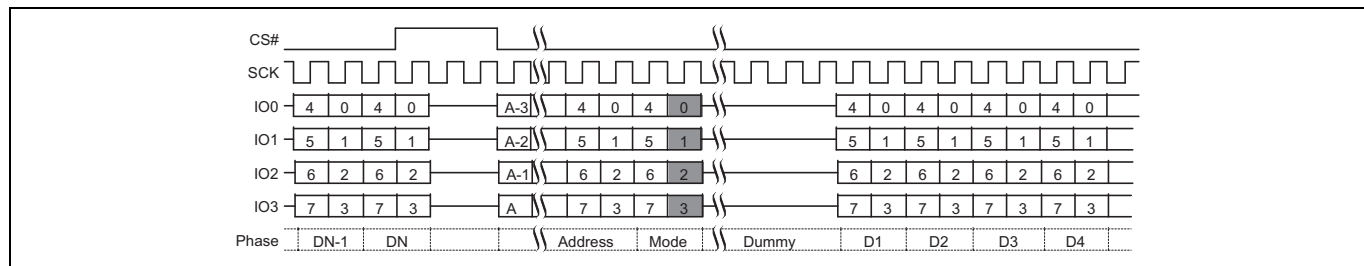 CS#
SCK
IO0 4 0 4 0 A-3 4 0 4 0 4 0 4 0 4 0 4 0
IO1 5 1 5 1 A-2 5 1 5 1 5 1 5 1 5 1 5 1
IO2 6 2 6 2 A-1 6 2 6 2 6 2 6 2 6 2 6 2
IO3 7 3 7 3 A 7 3 7 3 7 3 7 3 7 3 7 3
Phase DN-1 DN Address Mode Dummy D1 D2 D3 D4